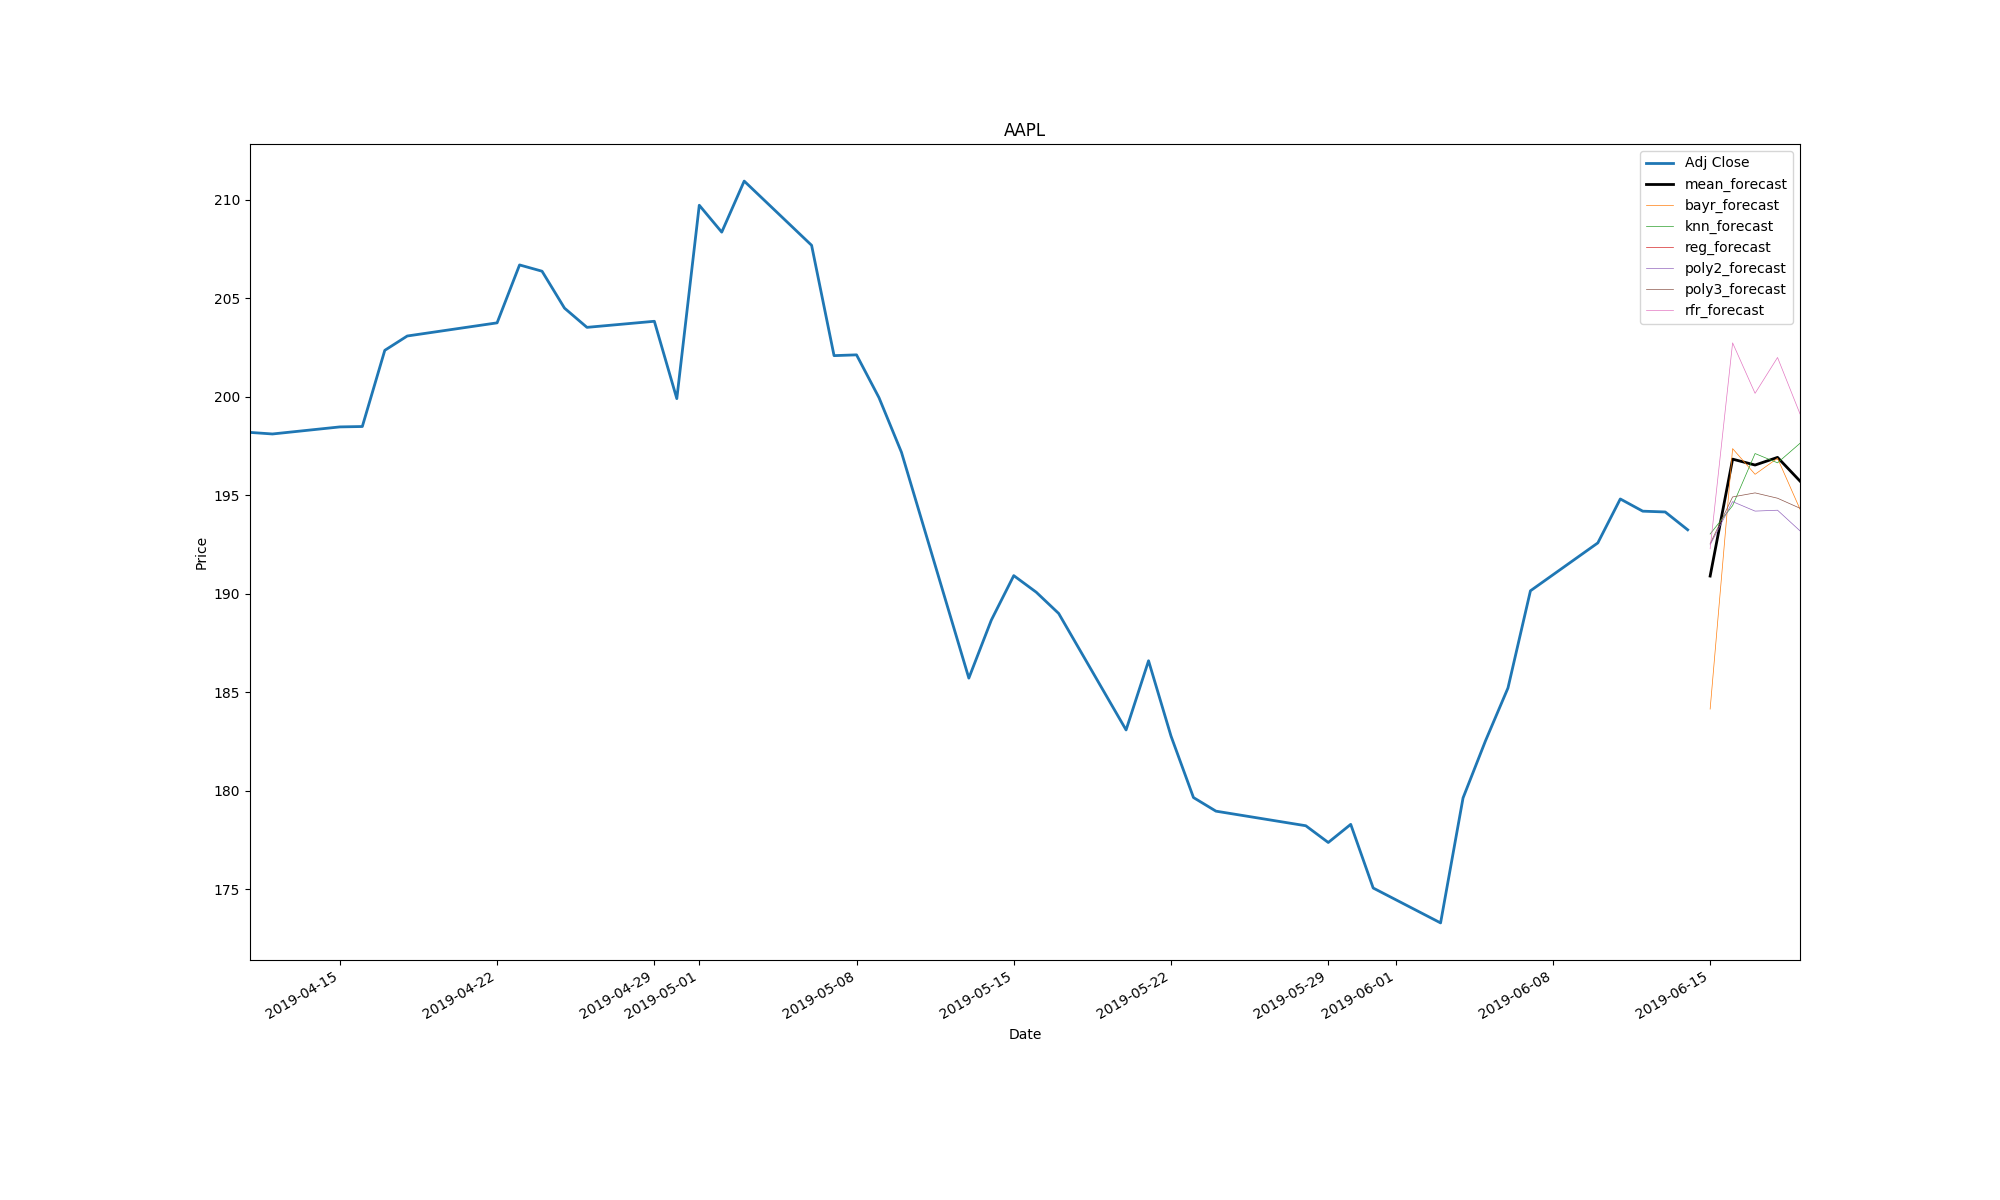 AAPL
Adj Close
mean_forecast
bayr_forecast
knn_forecast
reg_forecast
poly2_forecast
poly3_forecast
rfr_forecast
210
205
200
195
190
185
180
175
Price
2019-04-15
2019-04-22
2019-04-29
2019-05-01
2019-05-08
2019-05-15
2019-05-22
2019-05-29
2019-06-01
2019-06-08
2019-06-15
Date